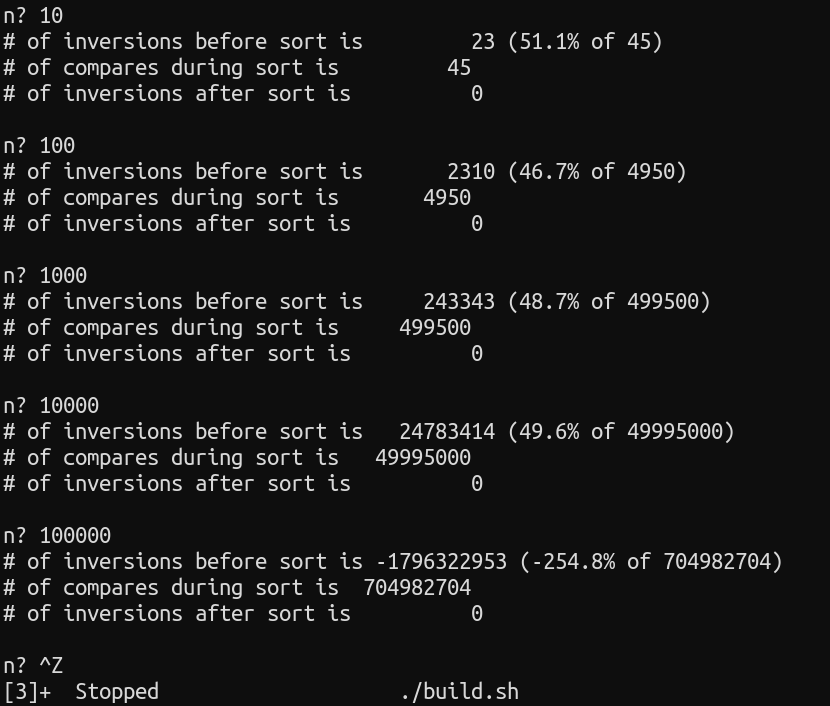 n? 10
# of inversions before sort is         23 (51.1% of 45)
# of compares during sort is         45
# of inversions after sort is          0

n? 100
# of inversions before sort is       2310 (46.7% of 4950)
# of compares during sort is       4950
# of inversions after sort is          0

n? 1000
# of inversions before sort is     243343 (48.7% of 499500)
# of compares during sort is     499500
# of inversions after sort is          0

n? 10000
# of inversions before sort is   24783414 (49.6% of 49995000)
# of compares during sort is   49995000
# of inversions after sort is          0

n? 100000
# of inversions before sort is -1796322953 (-254.8% of 704982704)
# of compares during sort is  704982704
# of inversions after sort is          0

n? ^Z
[3]+  Stopped                    ./build.sh